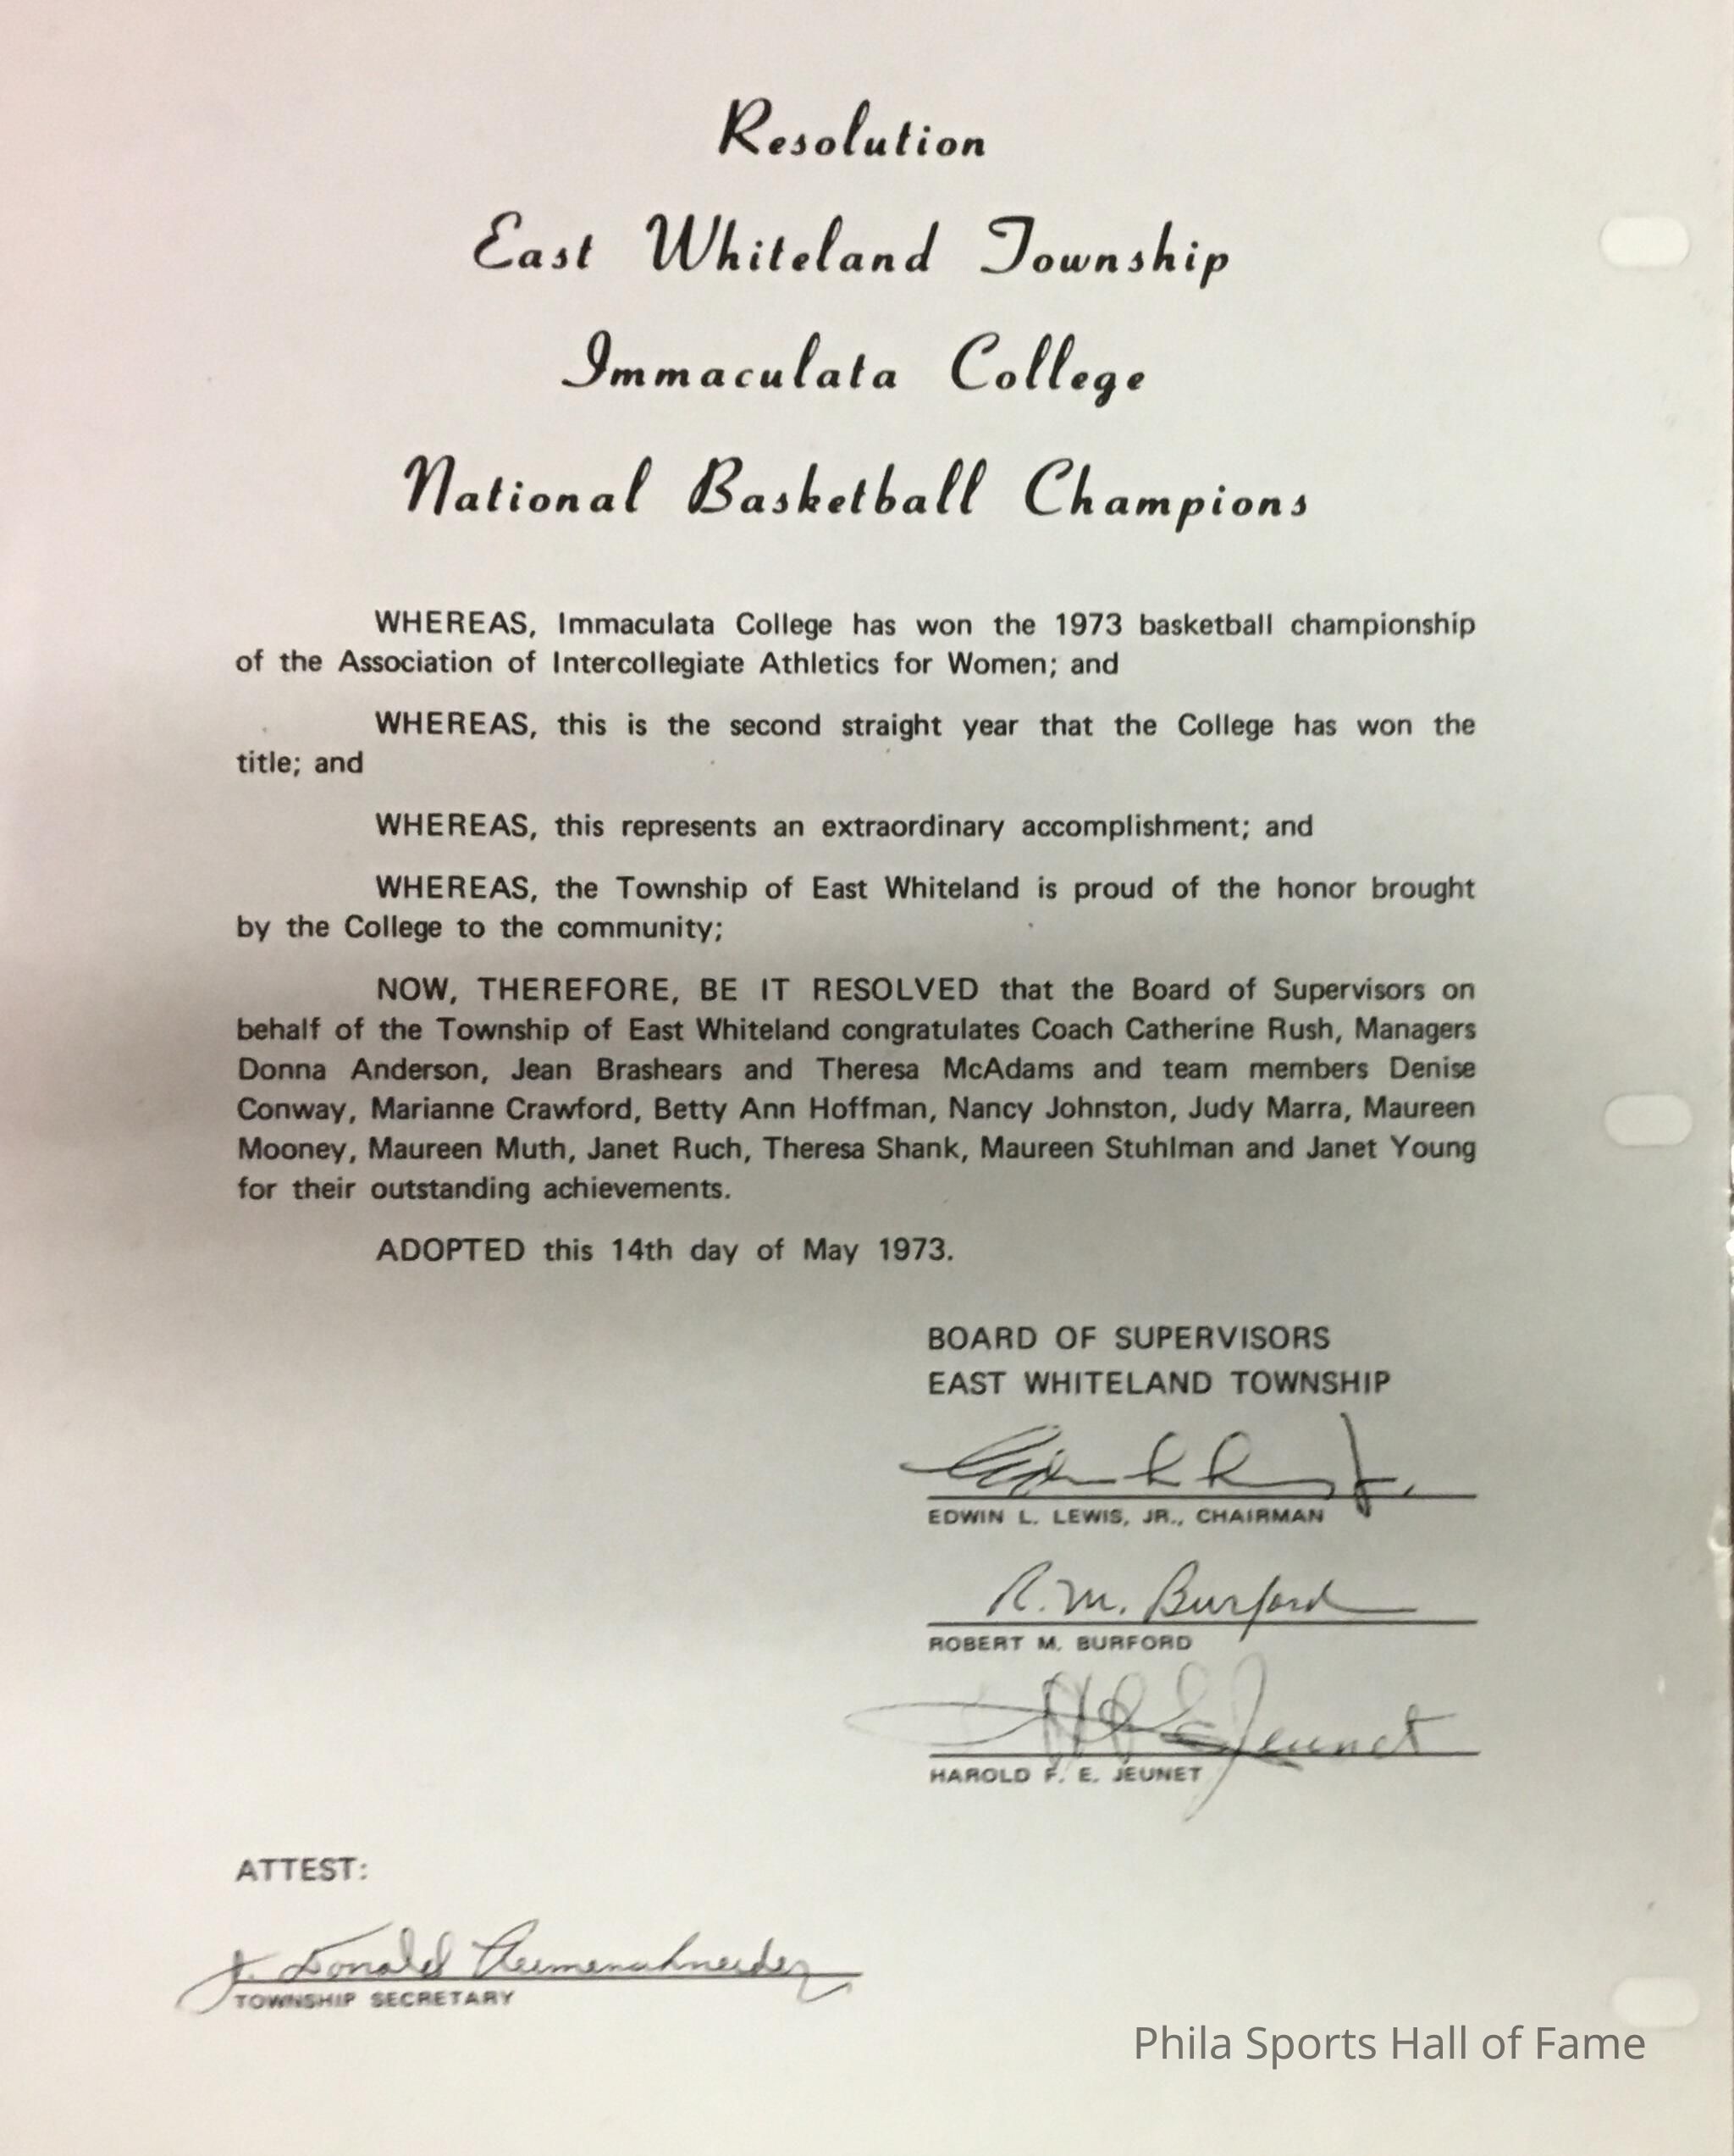 Resolution
East Whiteland Township
Immaculata College
National Basketball Champions
WHEREAS, Immaculata College has won the 1973 basketball championship
of the Association of Intercollegiate Athletics for Women; and
WHEREAS, this is the second straight year that the College has won the
title; and
WHEREAS, this represents an extraordinary accomplishment; and
WHEREAS, the Township of East Whiteland is proud of the honor brought
by the College to the community;
NOW, THEREFORE, BE IT RESOLVED that the Board of Supervisors on
behalf of the Township of East Whiteland congratulates Coach Catherine Rush, Managers
Donna Anderson, Jean Brashears and Theresa McAdams and team members Denise
Conway, Marianne Crawford, Betty Ann Hoffman, Nancy Johnston, Judy Marra, Maureen
Mooney, Maureen Muth, Janet Ruch, Theresa Shank, Maureen Stuhlman and Janet Young
for their outstanding achievements.
ADOPTED this 14th day of May 1973.
BOARD OF SUPERVISORS
EAST WHITELAND TOWNSHIP
EDWIN L. LEWIS, JR., CHAIRMAN
R. M. Burford
ROBERT M. BURFORD
H F E Jeunet
HAROLD F. E. JEUNET
ATTEST:
J. Donald
TOWNSHIP SECRETARY
Phila Sports Hall of Fame